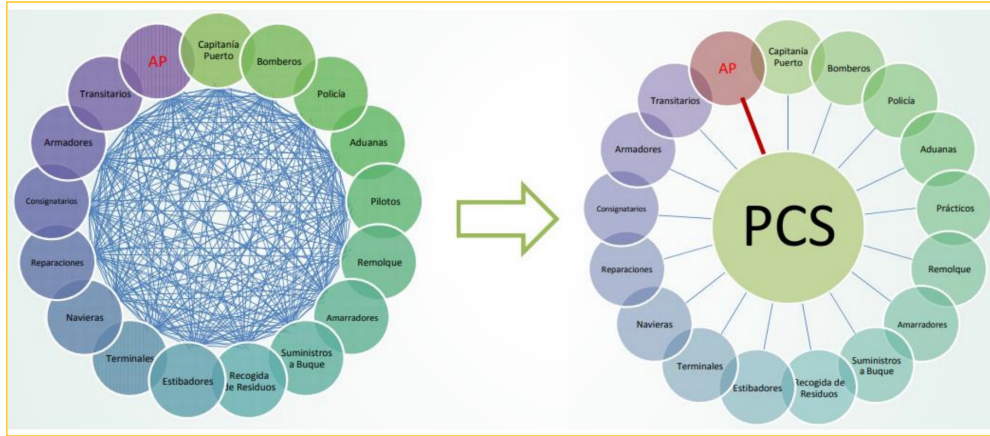 AP
Capitanía
Puerto
Bomberos
Policía
Aduanas
Pilotos
Remolque
Amarradores
Suministros
a Buque
Recogida
de Residuos
Estibadores
Terminales
Navieras
Reparaciones
Consignatarios
Armadores
Transitarios
AP
Capitanía
Puerto
Bomberos
Policía
Aduanas
Prácticos
Remolque
Amarradores
Suministros
a Buque
Recogida de
Residuos
Estibadores
Terminales
Navieras
Reparaciones
Consignatarios
Armadores
Transitarios
PCS